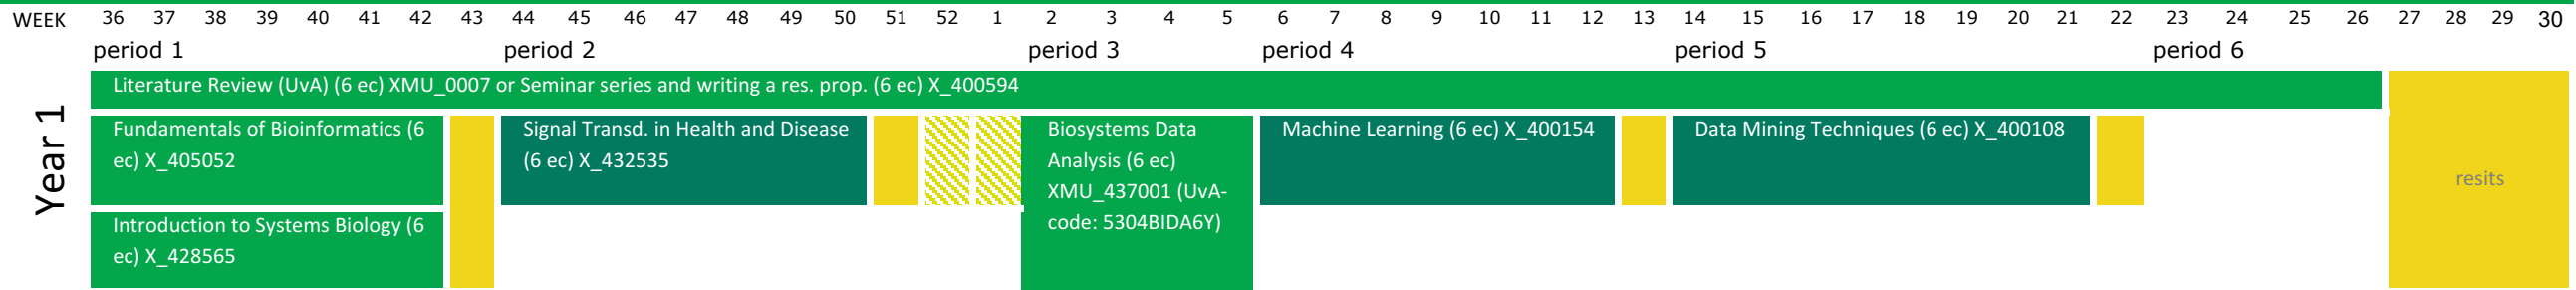 WEEK 36 37 38 39 40 41 42 43 44 45 46 47 48 49 50 51 52 1 2 3 4 5 6 7 8 9 10 11 12 13 14 15 16 17 18 19 20 21 22 23 24 25 26 27 28 29 30
period 1 period 2 period 3 period 4 period 5 period 6
Year 1
Literature Review (UvA) (6 ec) XMU_0007 or Seminar series and writing a res. prop. (6 ec) X_400594
Fundamentals of Bioinformatics (6
ec) X_405052
Introduction to Systems Biology (6
ec) X_428565
Signal Transd. in Health and Disease
(6 ec) X_432535
Biosystems Data
Analysis (6 ec)
XMU_437001 (UvA-
code: 5304BIDA6Y)
Machine Learning (6 ec) X_400154
Data Mining Techniques (6 ec) X_400108
resits